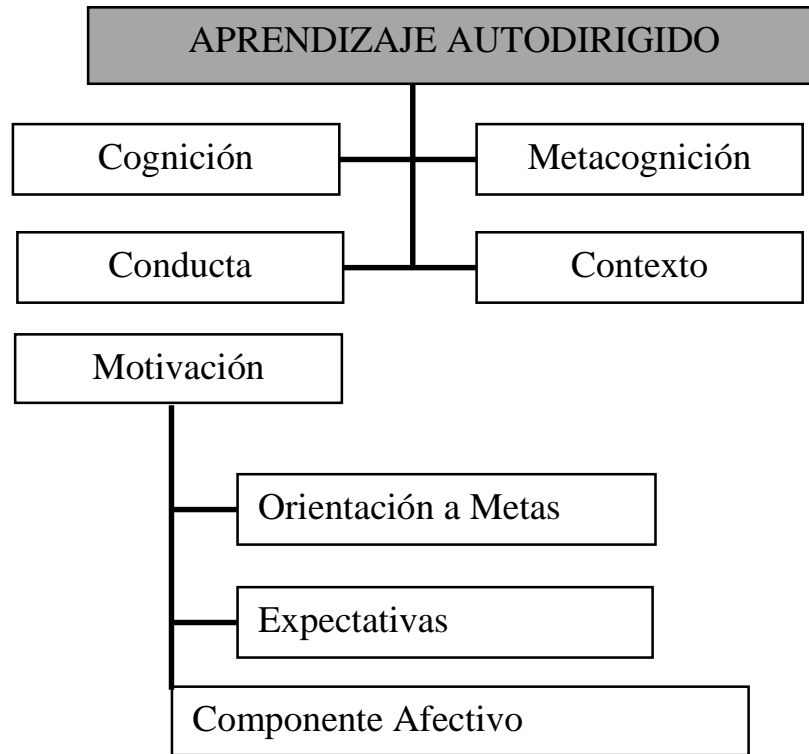 APRENDIZAJE AUTODIRIGIDO
Cognición
Metacognición
Conducta
Contexto
Motivación
Orientación a Metas
Expectativas
Componente Afectivo